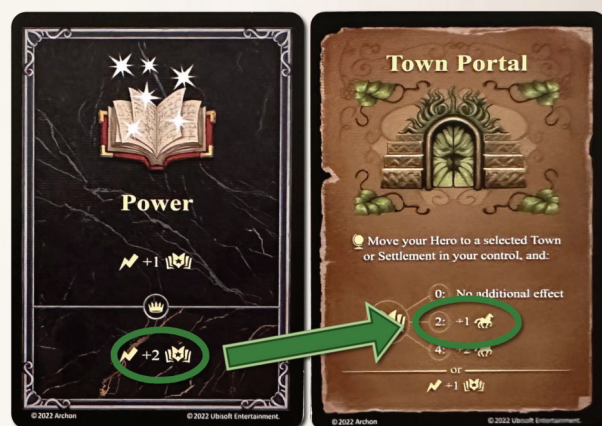 Power
+1
+2
© 2022 Archon
© 2022 Ubisoft Entertainment.
Town Portal
Move your Hero to a selected Town
or Settlement in your control, and:
0: No additional effect
2: +1
4: +2
or
+1
© 2022 Archon
© 2022 Ubisoft Entertainment.